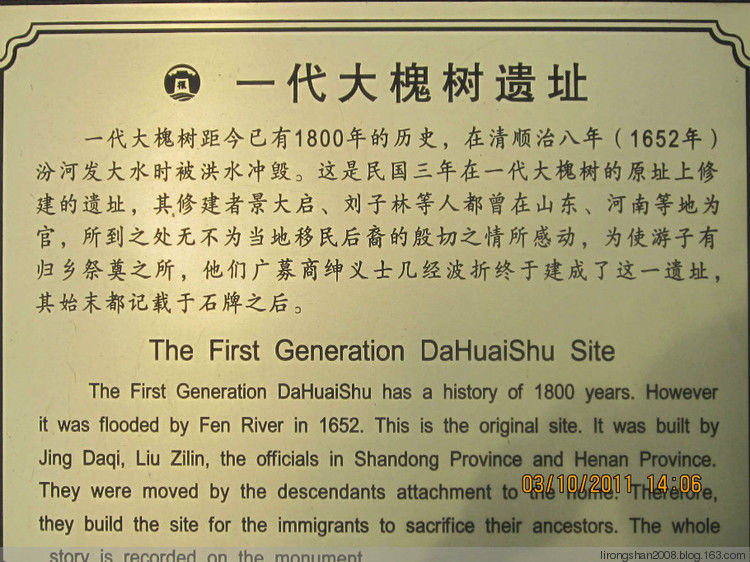 一代大槐树遗址
一代大槐树距今已有1800年的历史，在清顺治八年（1652年）
汾河发大水时被洪水冲毁。这是民国三年在一代大槐树的原址上修
建的遗址，其修建者景大启、刘子林等人都曾在山东、河南等地为
官，所到之处无不为当地移民后裔的殷切之情所感动，为使游子有
归乡祭奠之所，他们广募商绅义士几经波折终于建成了这一遗址，
其始末都记载于石牌之后。
The First Generation DaHuaiShu Site
The First Generation DaHuaiShu has a history of 1800 years. However
it was flooded by Fen River in 1652. This is the original site. It was built by
Jing Daqi, Liu Zilin, the officials in Shandong Province and Henan Province.
They were moved by the descendants attachment to the home. Therefore,
03/10/2011 14:06
they build the site for the immigrants to sacrifice their ancestors. The whole
story is recorded on the monument
lirongshan2008.blog.163.com